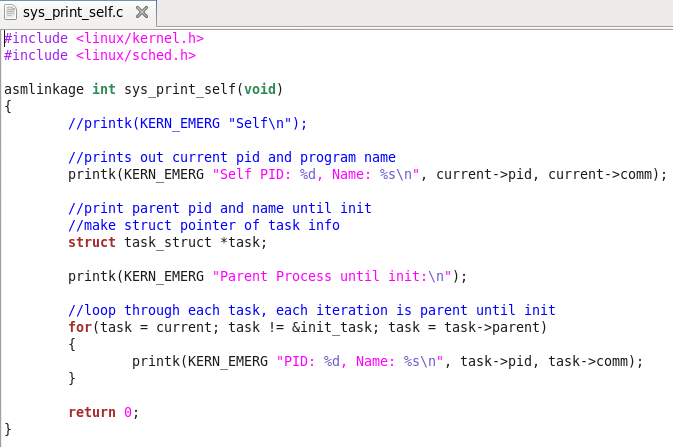 sys_print_self.c
#include <linux/kernel.h>
#include <linux/sched.h>
asmlinkage int sys_print_self(void)
{
//printk(KERN_EMERG "Self\n");
//prints out current pid and program name
printk(KERN_EMERG "Self PID: %d, Name: %s\n", current->pid, current->comm);
//print parent pid and name until init
//make struct pointer of task info
struct task_struct *task;
printk(KERN_EMERG "Parent Process until init:\n");
//loop through each task, each iteration is parent until init
for(task = current; task != &init_task; task = task->parent)
{
printk(KERN_EMERG "PID: %d, Name: %s\n", task->pid, task->comm);
}
return 0;
}